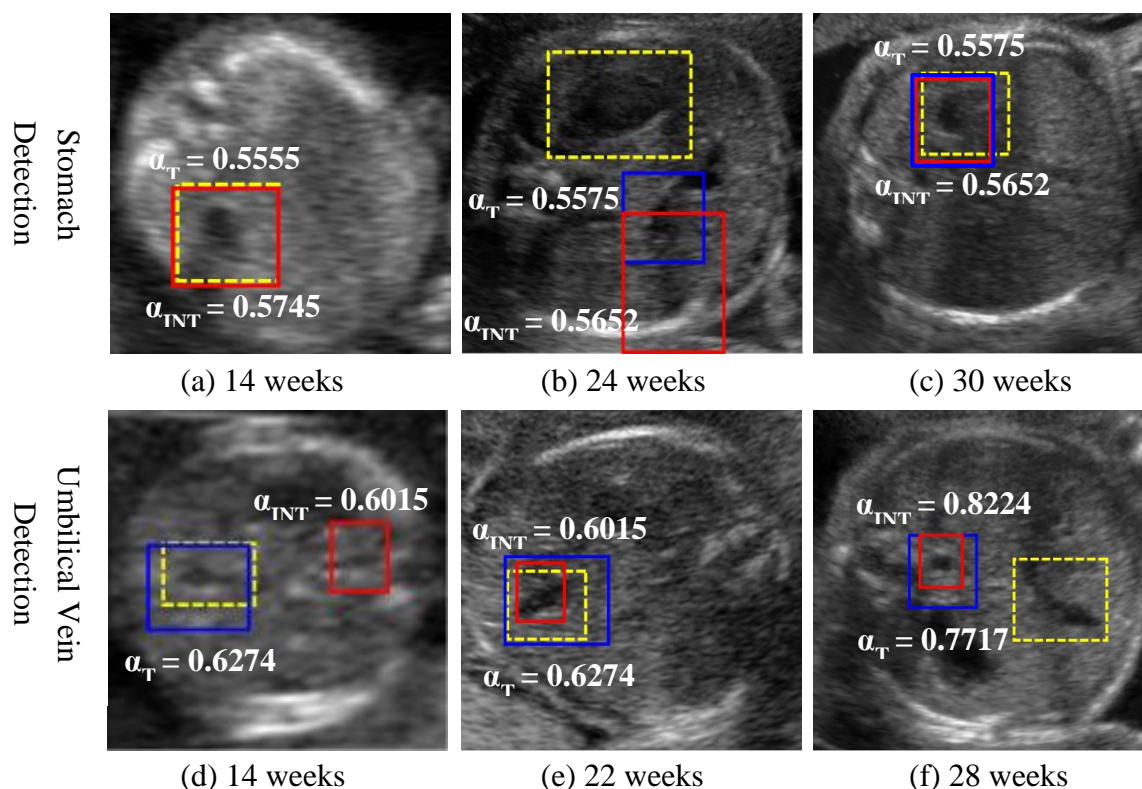 Stomach
Detection
α_T = 0.5555
α_INT = 0.5745
α_T = 0.5575
α_INT = 0.5652
α_T = 0.5575
α_INT = 0.5652
(a) 14 weeks
(b) 24 weeks
(c) 30 weeks
Umbilical Vein
Detection
α_INT = 0.6015
α_T = 0.6274
α_INT = 0.6015
α_T = 0.6274
α_INT = 0.8224
α_T = 0.7717
(d) 14 weeks
(e) 22 weeks
(f) 28 weeks